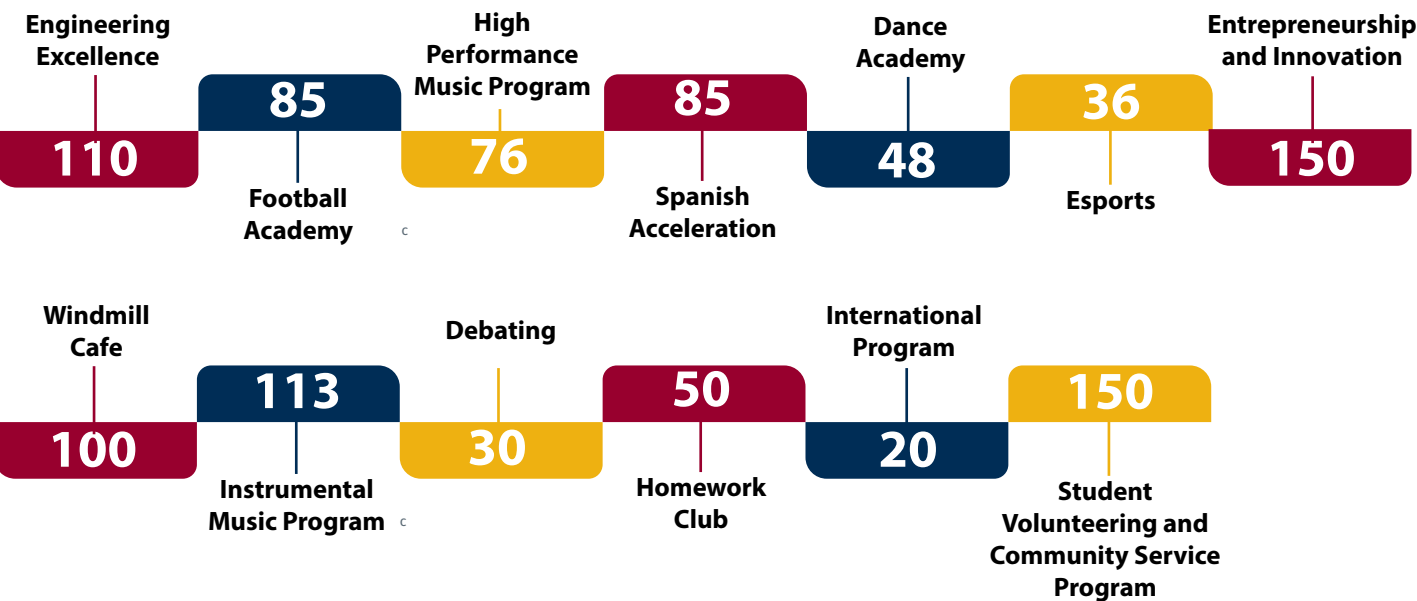 Engineering
Excellence
110
85
Football
Academy
High
Performance
Music Program
76
85
Spanish
Acceleration
Dance
Academy
48
36
Esports
Entrepreneurship
and Innovation
150
c
Windmill
Cafe
100
113
Instrumental
Music Program
c
Debating
30
50
Homework
Club
International
Program
20
150
Student
Volunteering and
Community Service
Program